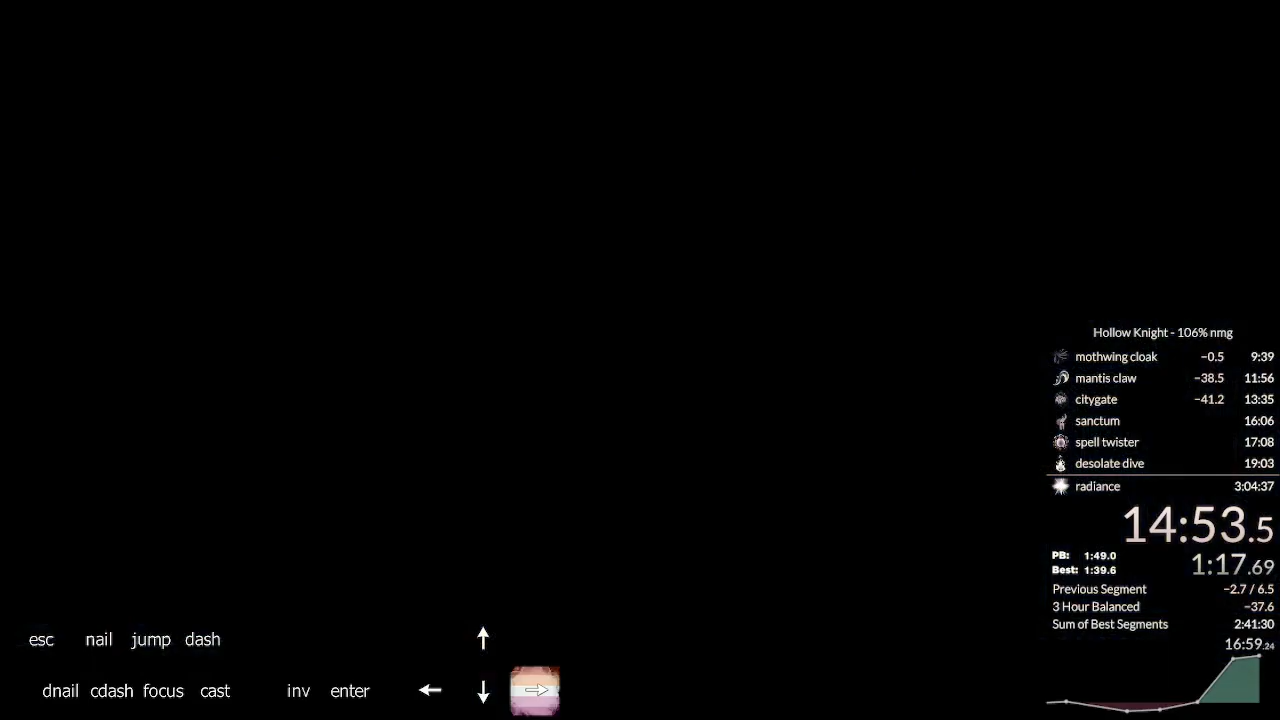 Hollow Knight - 106% nmg
mothwing cloak −0.5 9:39
mantis claw −38.5 11:56
citygate −41.2 13:35
sanctum 16:06
spell twister 17:08
desolate dive 19:03
radiance 3:04:37
14:53.5
PB: 1:49.0
Best: 1:39.6
1:17.69
Previous Segment −2.7 / 6.5
3 Hour Balanced −37.6
Sum of Best Segments 2:41:30
16:59.24
esc nail jump dash ↑
dnail cdash focus cast inv enter ← ↓ ⇒